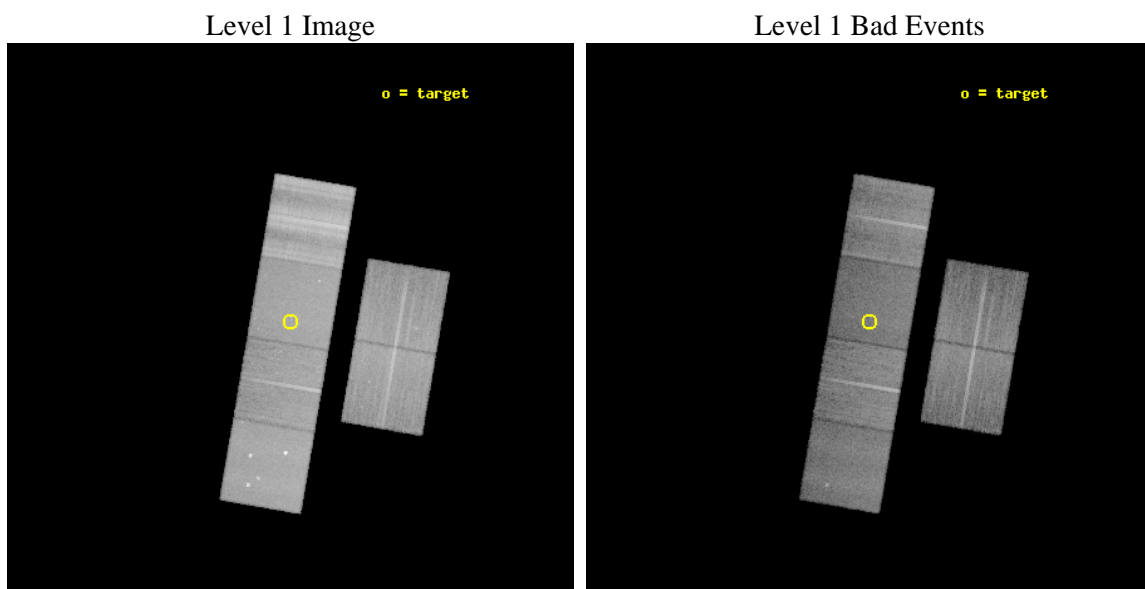 Level 1 Image
Level 1 Bad Events
o = target
o = target